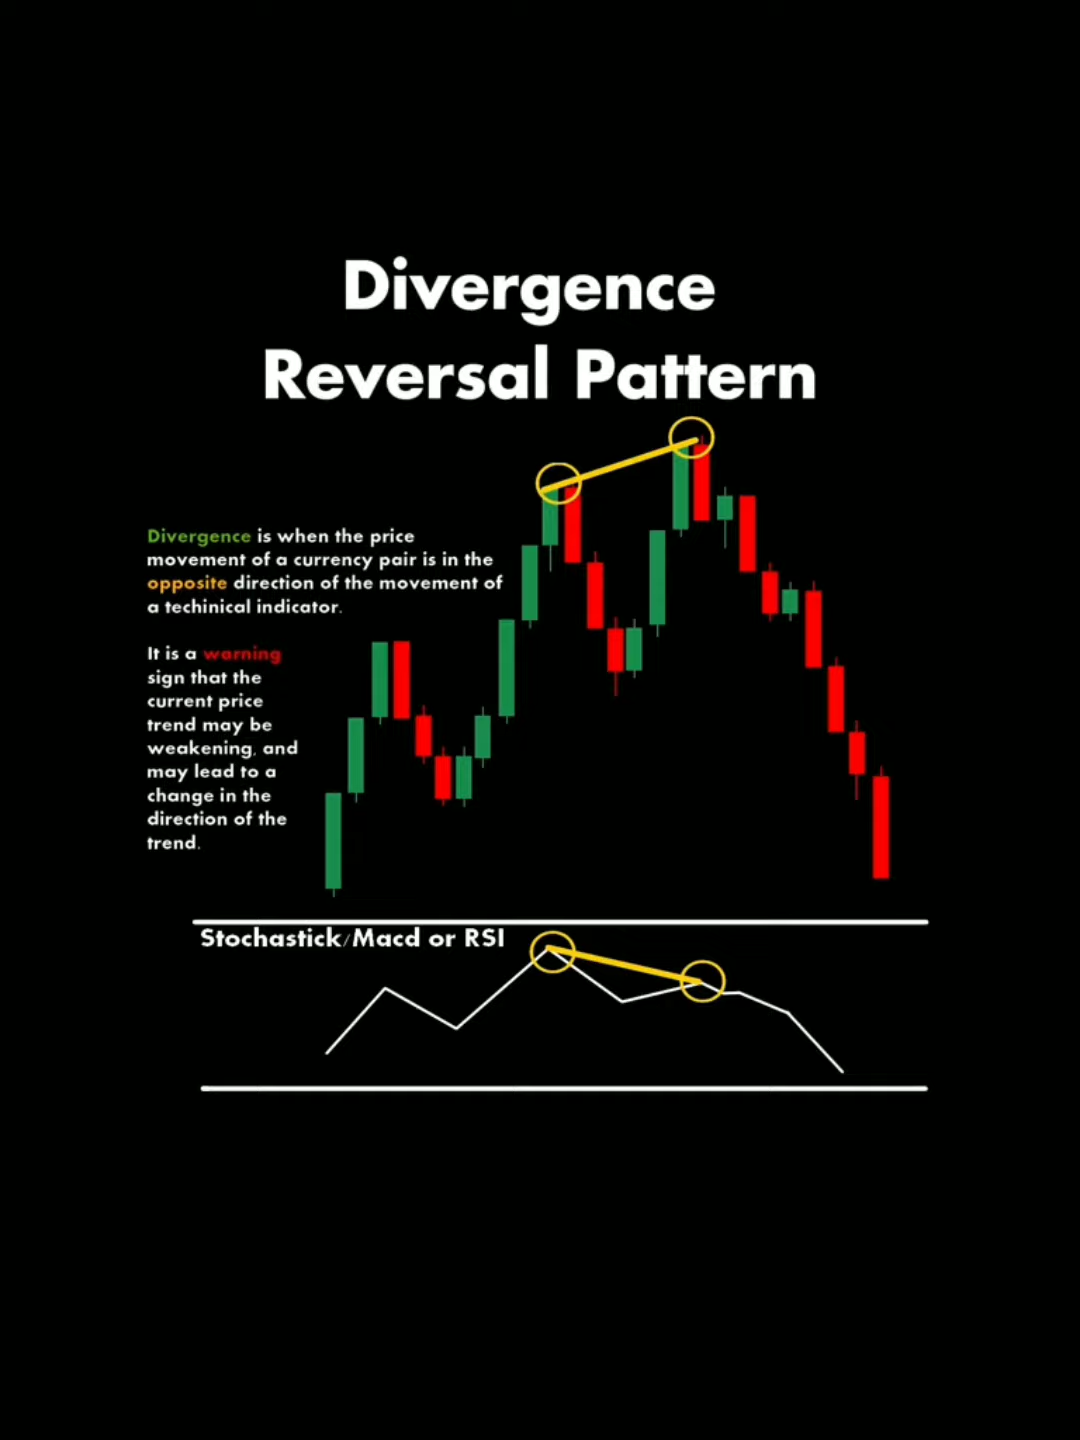 Divergence
Reversal Pattern
Divergence is when the price
movement of a currency pair is in the
opposite direction of the movement of
a techinical indicator.
It is a warning
sign that the
current price
trend may be
weakening, and
may lead to a
change in the
direction of the
trend.
Stochastick/Macd or RSI